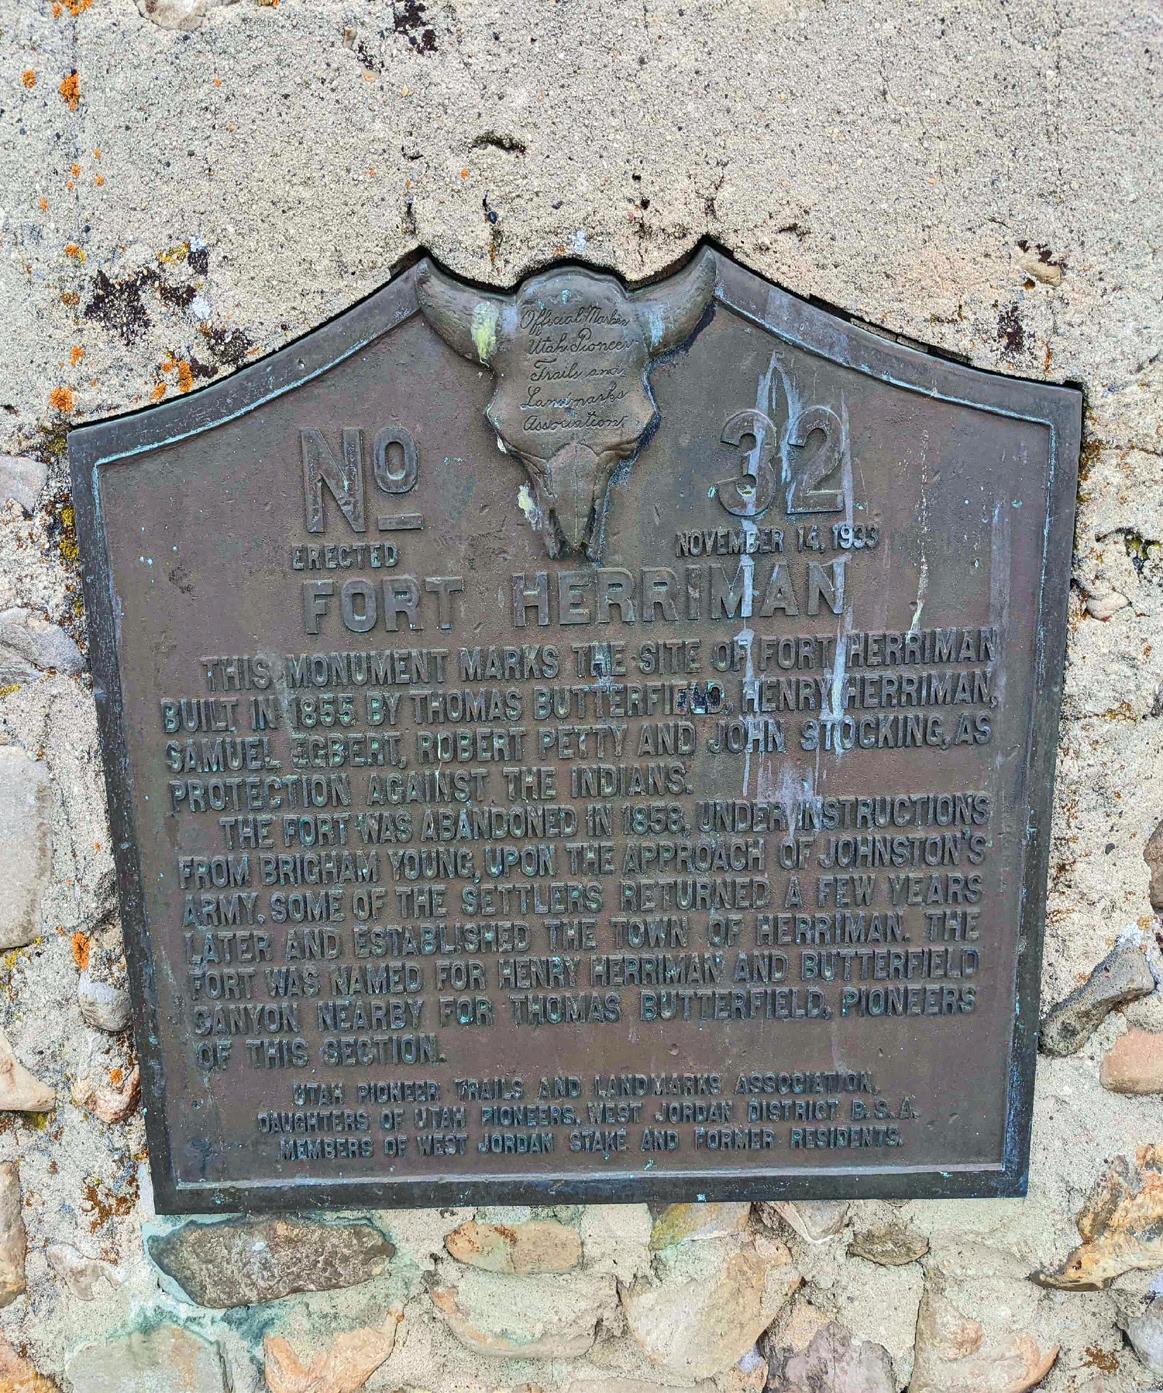 Official Marker
Utah Pioneer
Trails and
Landmarks
Association
No 32
ERECTED NOVEMBER 14, 1933
FORT HERRIMAN
THIS MONUMENT MARKS THE SITE OF FORT HERRIMAN
BUILT IN 1855 BY THOMAS BUTTERFIELD, HENRY HERRIMAN,
SAMUEL EGBERT, ROBERT PETTY AND JOHN STOCKING, AS
PROTECTION AGAINST THE INDIANS.
THE FORT WAS ABANDONED IN 1858, UNDER INSTRUCTIONS
FROM BRIGHAM YOUNG, UPON THE APPROACH OF JOHNSTON'S
ARMY. SOME OF THE SETTLERS RETURNED A FEW YEARS
LATER AND ESTABLISHED THE TOWN OF HERRIMAN. THE
FORT WAS NAMED FOR HENRY HERRIMAN AND BUTTERFIELD
CANYON NEARBY FOR THOMAS BUTTERFIELD, PIONEERS
OF THIS SECTION.
UTAH PIONEER TRAILS AND LANDMARKS ASSOCIATION,
DAUGHTERS OF UTAH PIONEERS, WEST JORDAN DISTRICT B.S.A.
MEMBERS OF WEST JORDAN STAKE AND FORMER RESIDENTS.